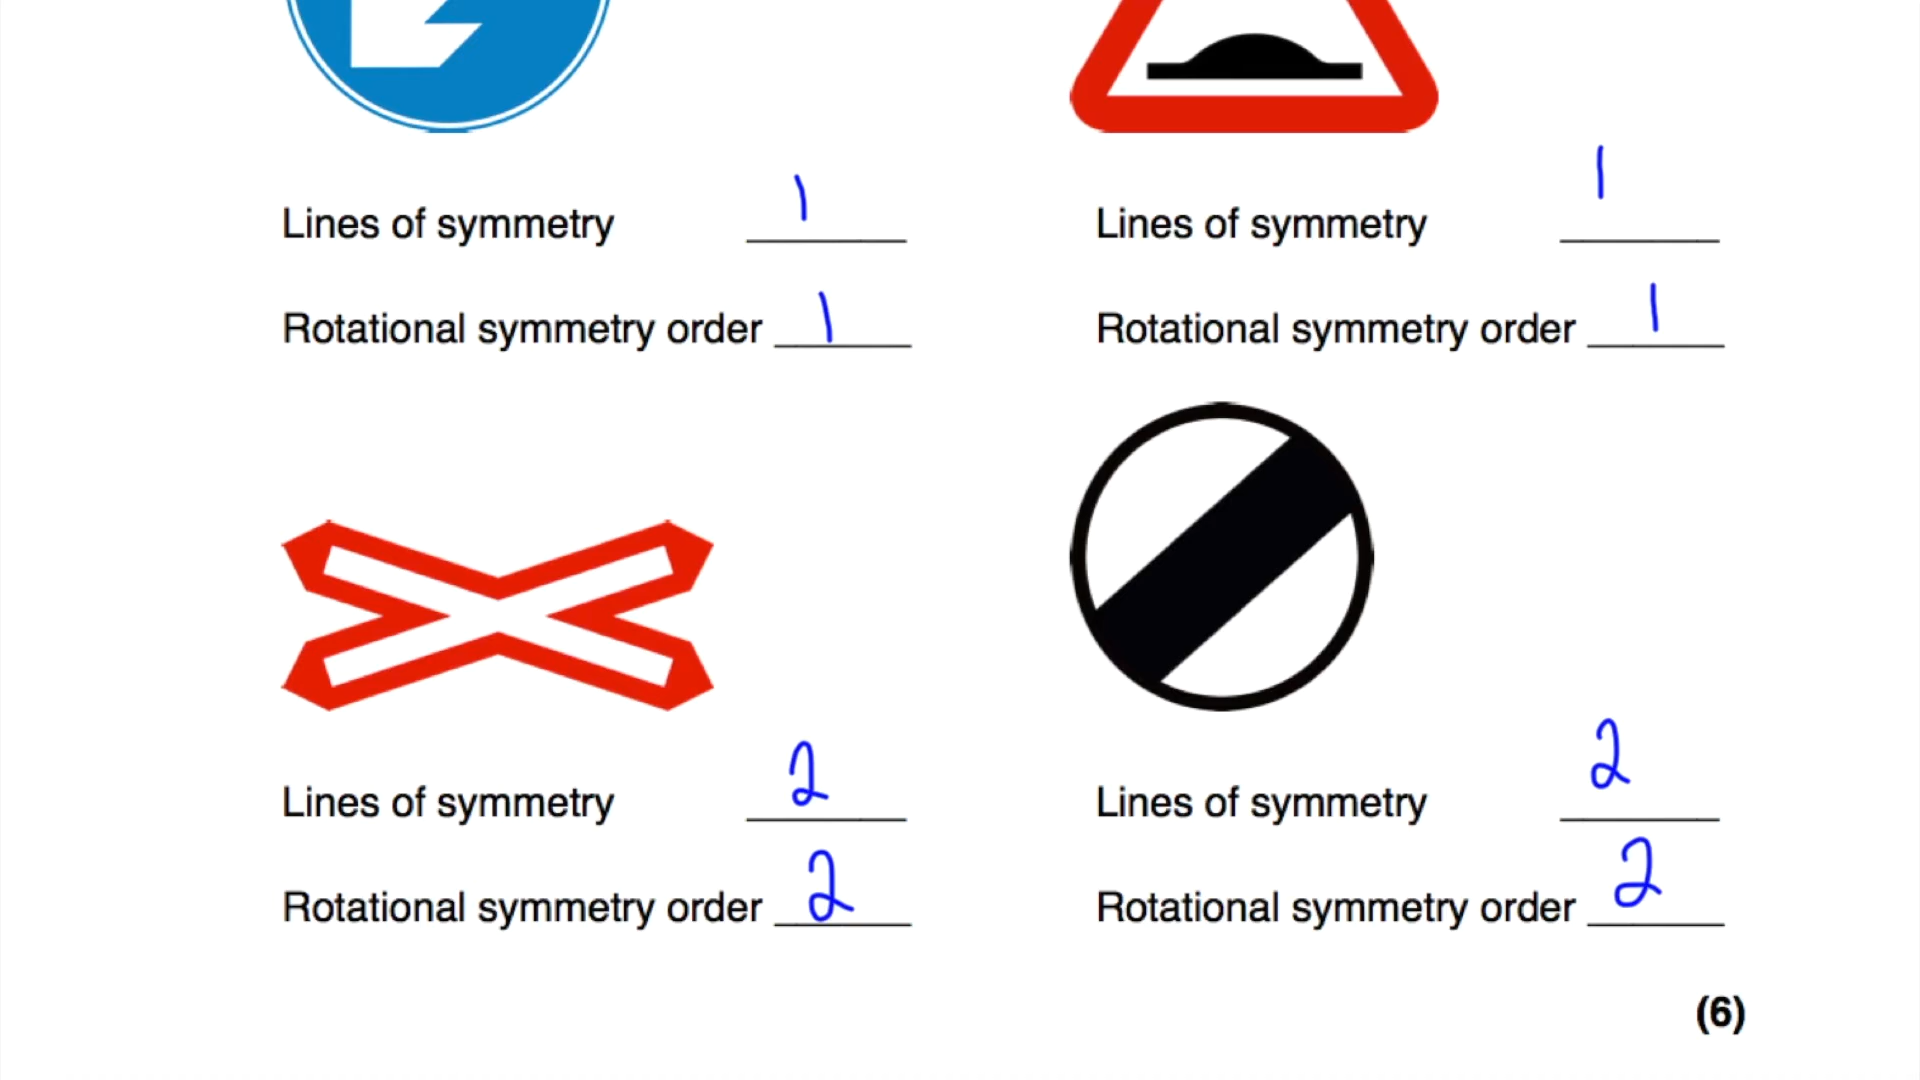 Lines of symmetry 1
Rotational symmetry order 1
Lines of symmetry 1
Rotational symmetry order 1
Lines of symmetry 2
Rotational symmetry order 2
Lines of symmetry 2
Rotational symmetry order 2
(6)